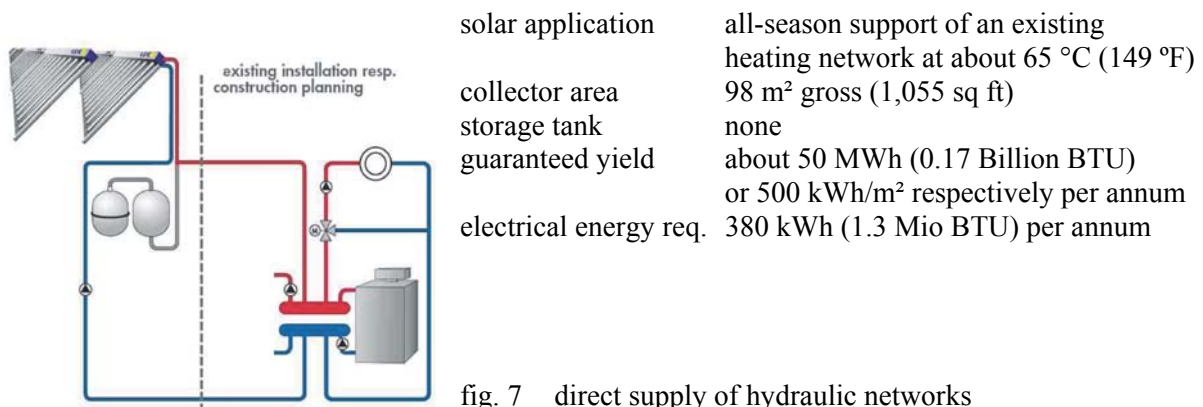 solar application all-season support of an existing
heating network at about 65 °C (149 ºF)
collector area 98 m² gross (1,055 sq ft)
storage tank none
guaranteed yield about 50 MWh (0.17 Billion BTU)
or 500 kWh/m² respectively per annum
electrical energy req. 380 kWh (1.3 Mio BTU) per annum
existing installation resp.
construction planning
M
fig. 7 direct supply of hydraulic networks